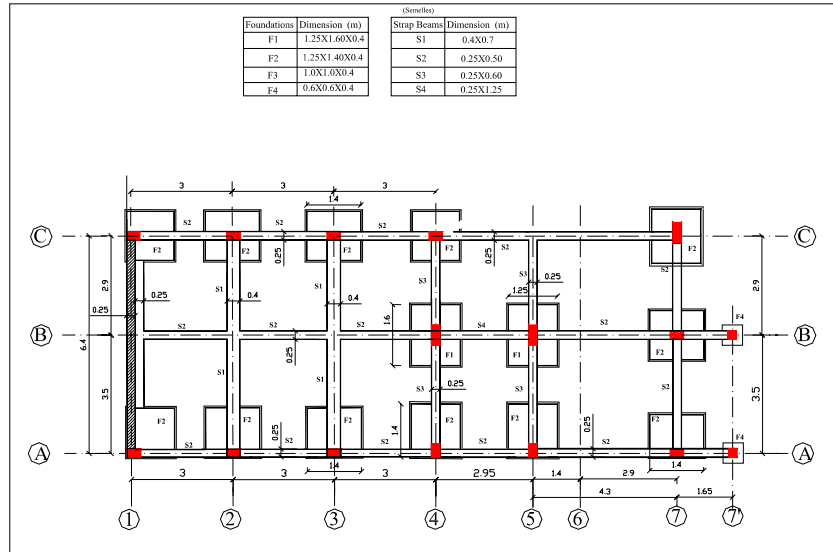 (Semelles)
Foundations Dimension (m) Strap Beams Dimension (m)
F1 1.25X1.60X0.4 S1 0.4X0.7
F2 1.25X1.40X0.4 S2 0.25X0.50
F3 1.0X1.0X0.4 S3 0.25X0.60
F4 0.6X0.6X0.4 S4 0.25X1.25
3 3 3
1.4
S2 S2 S2
C C
F2 F2 F2 F2 S2 F2
0.25 0.25
2.9 S1 S1 S3 S3 S2 2.9
0.25 0.4 0.4 0.25
0.25 1.25
1.6
F4
B S2 S2 S4 S2 B
0.25
6.4
F1 F1 F2
3.5 S1 S1 S3 0.25 S3 S2 3.5
1.4
F2 F2 F2 F2 F2 F2
0.25 0.25
F4
A S2 S2 S2 S2 S2 S2 A
1.4 1.4
3 3 3 2.95 1.4 2.9
4.3 1.65
1 2 3 4 5 6 7 7'